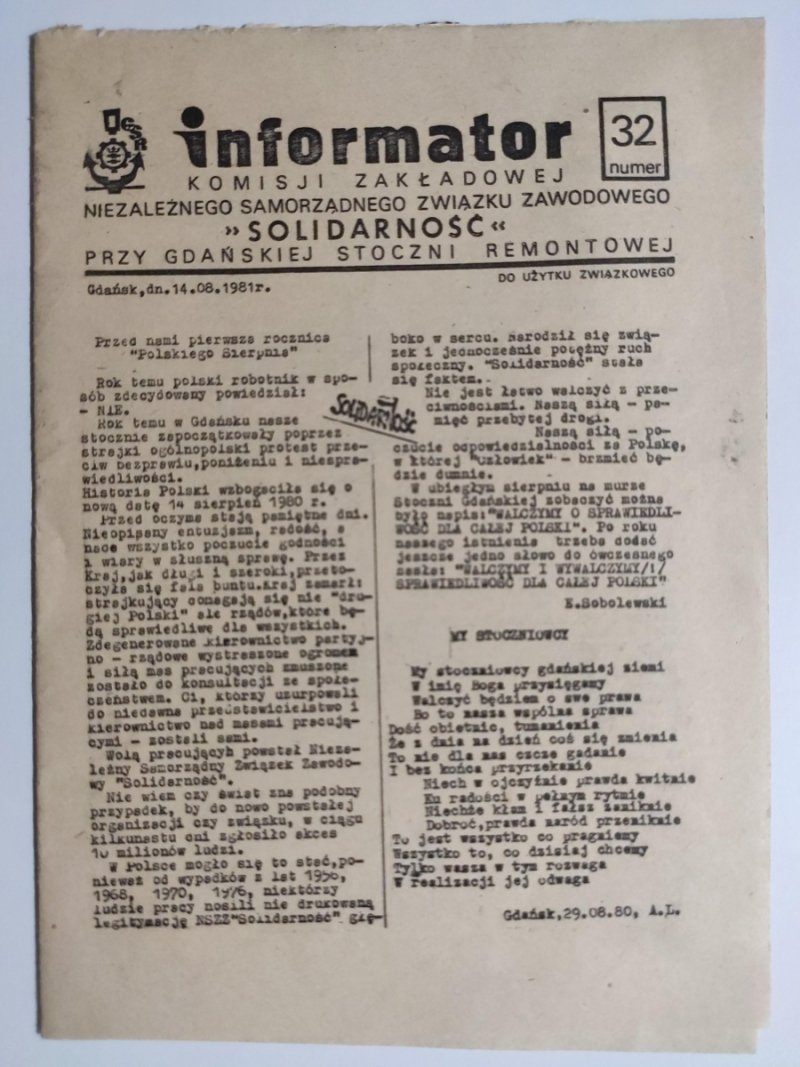 GSR
informator
32
numer
KOMISJI ZAKŁADOWEJ
NIEZALEŻNEGO SAMORZĄDNEGO ZWIĄZKU ZAWODOWEGO
»SOLIDARNOŚĆ«
PRZY GDAŃSKIEJ STOCZNI REMONTOWEJ
DO UŻYTKU ZWIĄZKOWEGO
Gdańsk,dn.14.08.1981r.
Przed nami pierwsza rocznica
"Polskiego Sierpnia"
Rok temu polski robotnik w spo-
sób zdecydowany powiedział:
- NIE.
Rok temu w Gdańsku nasze
stocznie zapoczątkowały poprzez
strajki ogólnopolski protest prze-
ciw bezprawiu,poniżeniu i niespra-
wiedliwości.
Historia Polski wzbogaciła się o
nową datę 14 sierpień 1980 r.
Przed oczyma stają pamiętne dni.
Nieopisany entuzjazm, radość, a
nade wszystko poczucie godności
i wiary w słuszną sprawę. Przez
Kraj,jak długi i szeroki,przeto-
czyła się fala buntu.Kraj zamarł:
strajkujący domagają się nie "dru-
giej Polski" ale rządów,które bę-
dą sprawiedliwe dla wszystkich.
Zdegenerowane kierownictwo partyj-
no - rządowe wystraszone ogromem
i siłą mas pracujących zmuszone
zostało do konsultacji ze społe-
czeństwem. Ci, którzy uzurpowali
do niedawna przedstawicielstwo i
kierownictwo nad masami pracują-
cymi - zostali sami.
Wolą pracujących powstał Nieza-
leżny Samorządny Związek Zawodo-
wy "Solidarność".
Nie wiem czy świat zna podobny
przypadek, by do nowo powstałej
organizacji czy związku, w ciągu
kilkunastu dni zgłosiło akces
10 milionów ludzi.
W Polsce mogło się to stać,po-
nieważ od wypadków z lat 1956,
1968, 1970, 1976, niektórzy
ludzie pracy nosili nie drukowaną
legitymację NSZZ"Solidarność" głę-
SOLIDARNOŚĆ
boko w sercu. Narodził się zwią-
zek i jednocześnie potężny ruch
społeczny. "Solidarność" stała
się faktem.
Nie jest łatwo walczyć z prze-
ciwnościami. Naszą siłą - pa-
mięć przebytej drogi.
Naszą siłą - po-
czucie odpowiedzialności za Polskę,
w której "Człowiek" - brzmieć bę-
dzie dumnie.
W ubiegłym sierpniu na murze
Stoczni Gdańskiej zobaczyć można
było napis:"WALCZYMY O SPRAWIEDLI-
WOŚĆ DLA CAŁEJ POLSKI". Po roku
naszego istnienia trzeba dodać
jeszcze jedno słowo do ówczesnego
hasła: "WALCZYMY I WYWALCZYMY/!/
SPRAWIEDLIWOŚĆ DLA CAŁEJ POLSKI"
E.Sobolewski
MY STOCZNIOWCY
My stoczniowcy gdańskiej ziemi
W imię Boga przysięgamy
Walczyć będziem o swe prawa
Bo to nasza wspólna sprawa
Dość obietnic, tumanienia
Że z dnia na dzień coś się zmienia
To nie dla nas czcze gadanie
I bez końca przyrzekanie
Niech w ojczyźnie prawda kwitnie
Ku radości w pełnym rytmie
Niechże kłam i fałsz zaniknie
Dobroć,prawda naród przeniknie
To jest wszystko co pragniemy
Wszystko to, co dzisiaj chcemy
Tylko wasza w tym rozwaga
W realizacji jej odwaga
Gdańsk,29.08.80, A.L.